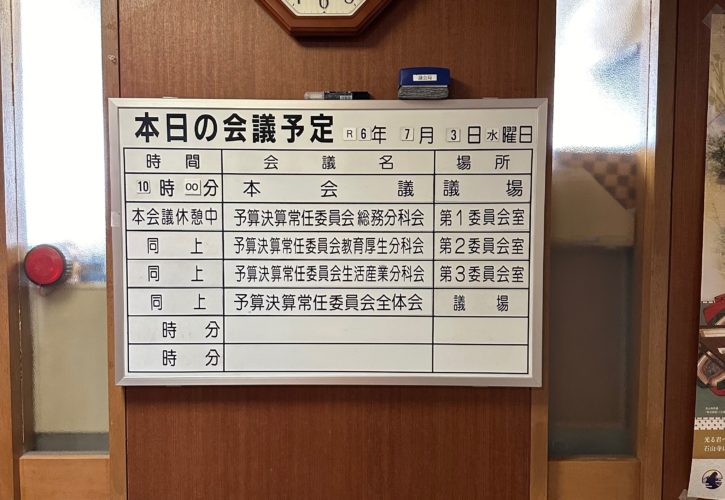 議会局
本日の会議予定 R6年 7月 3日水曜日
時間 会議名 場所
10時00分 本会議 議場
本会議休憩中 予算決算常任委員会 総務分科会 第1委員会室
同上 予算決算常任委員会教育厚生分科会 第2委員会室
同上 予算決算常任委員会生活産業分科会 第3委員会室
同上 予算決算常任委員会全体会 議場
時 分
時 分